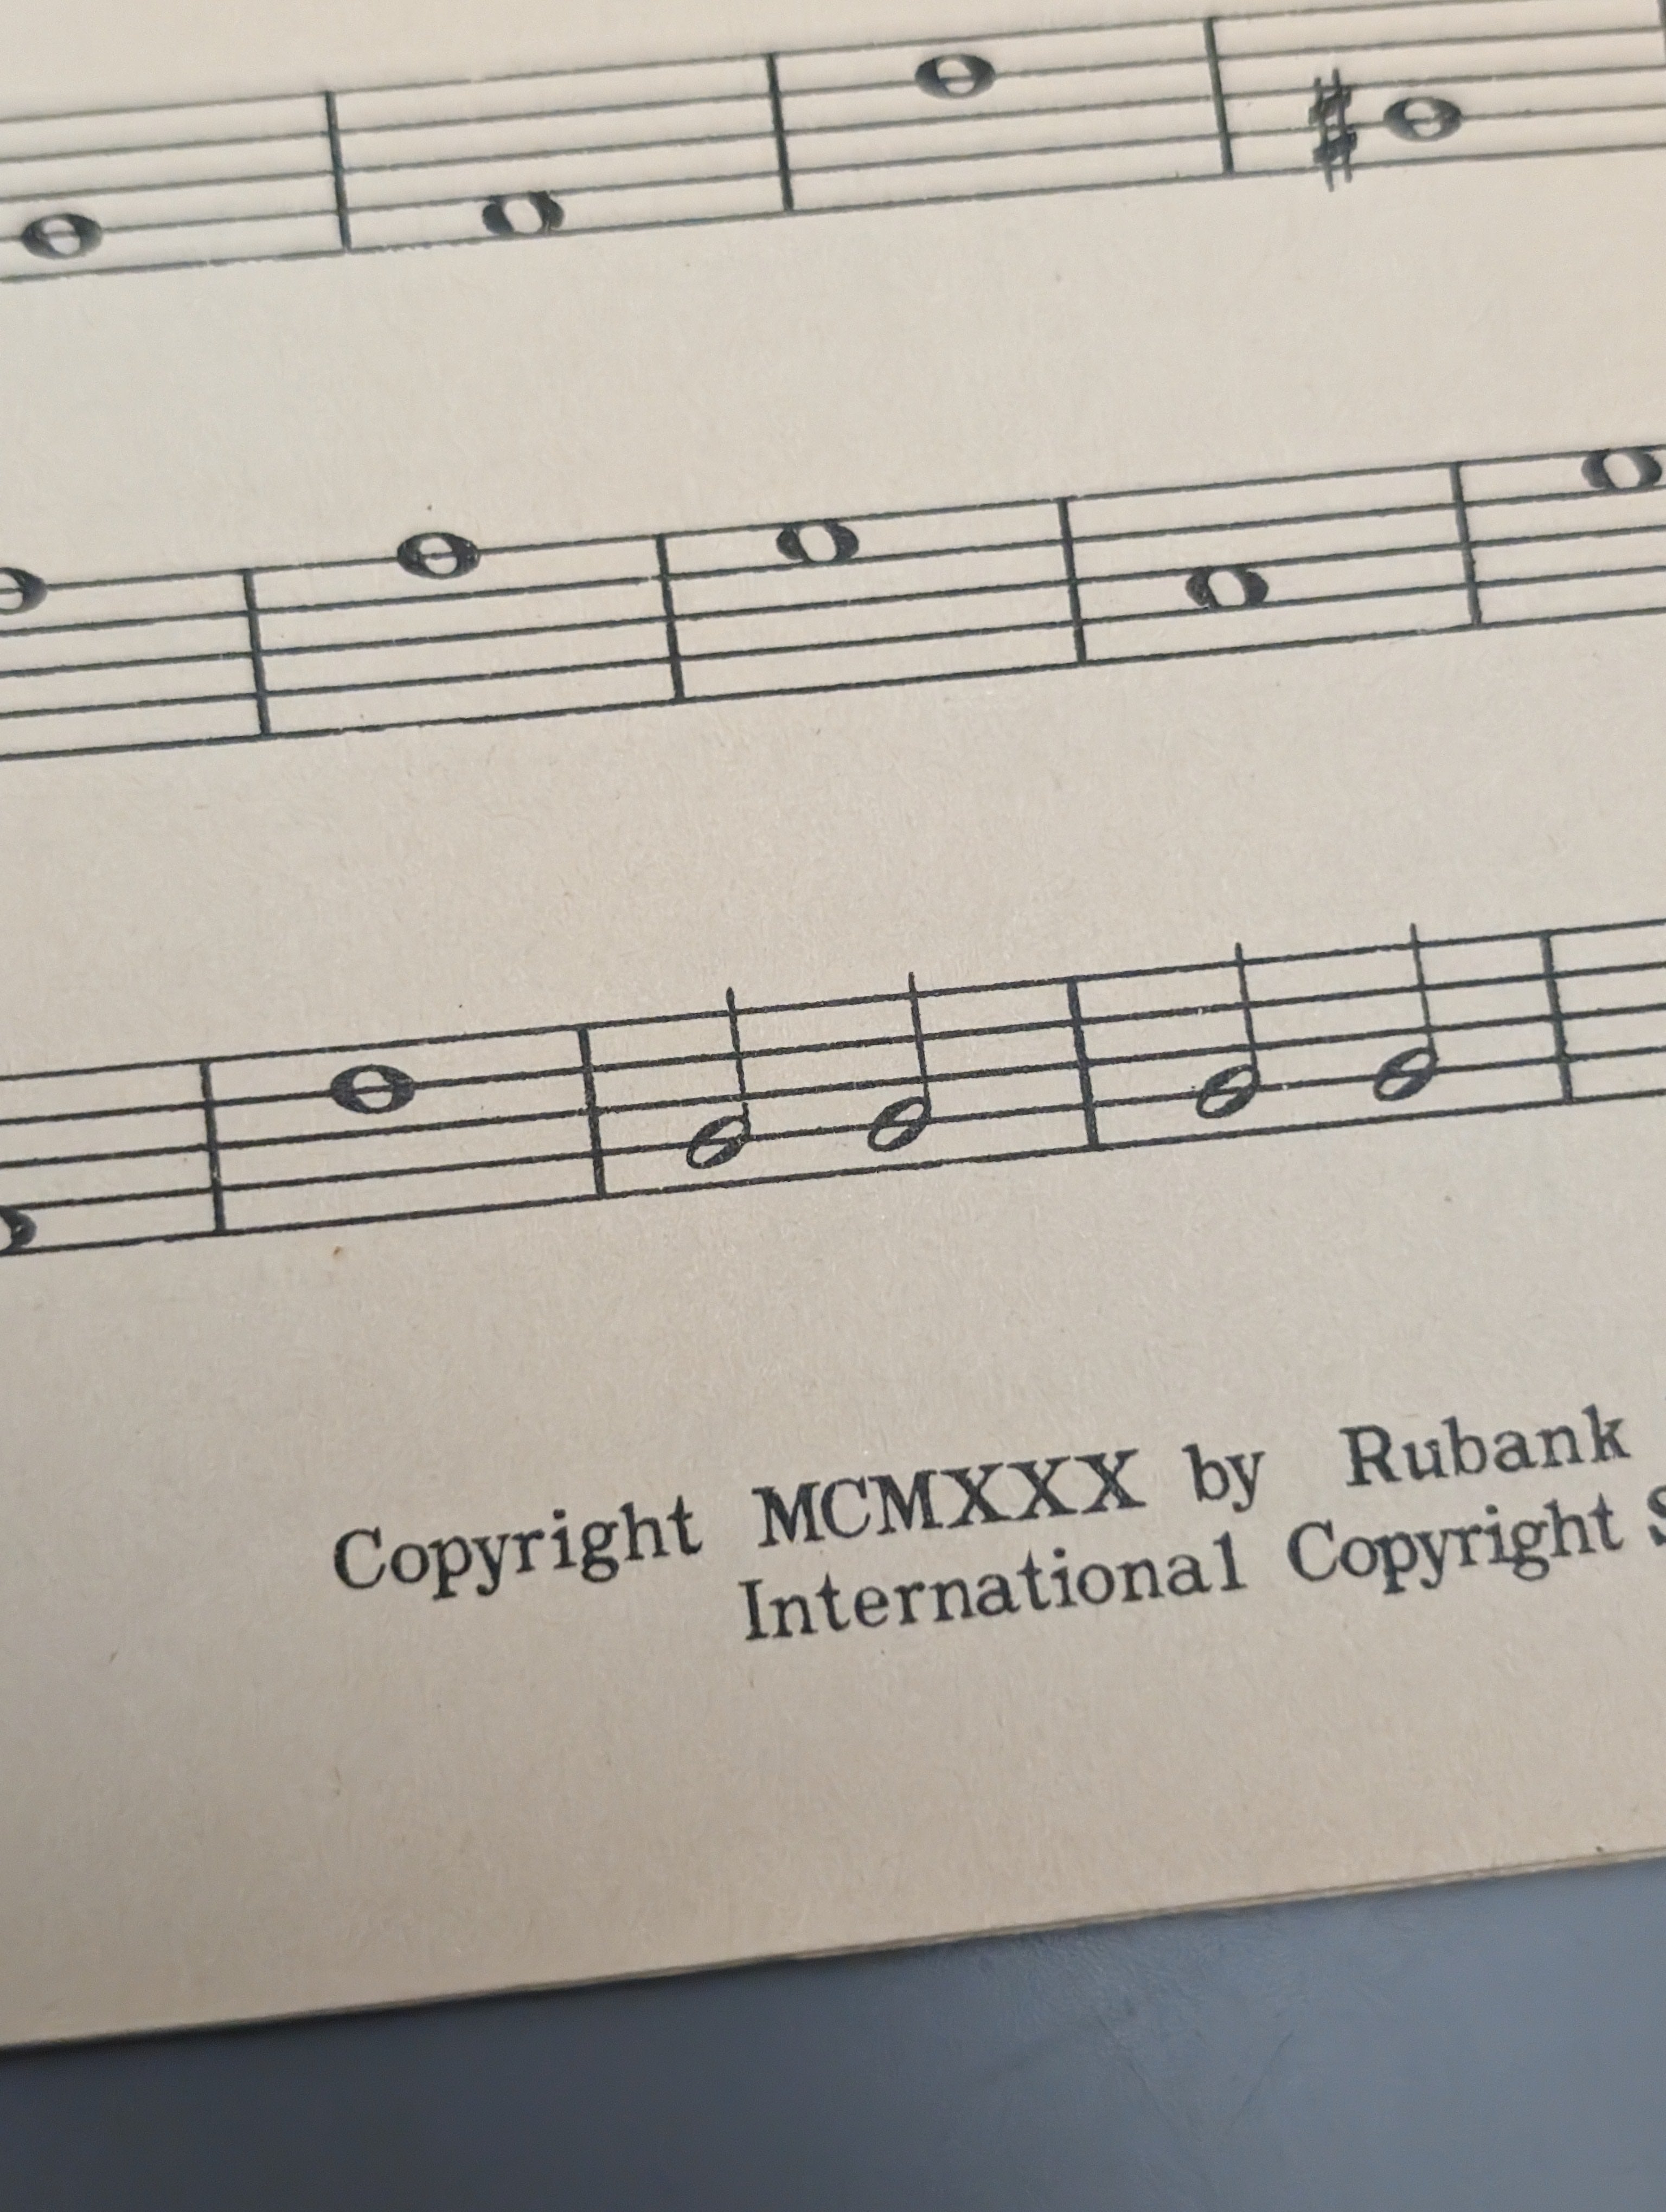 Copyright MCMXXX by Rubank
International Copyright S